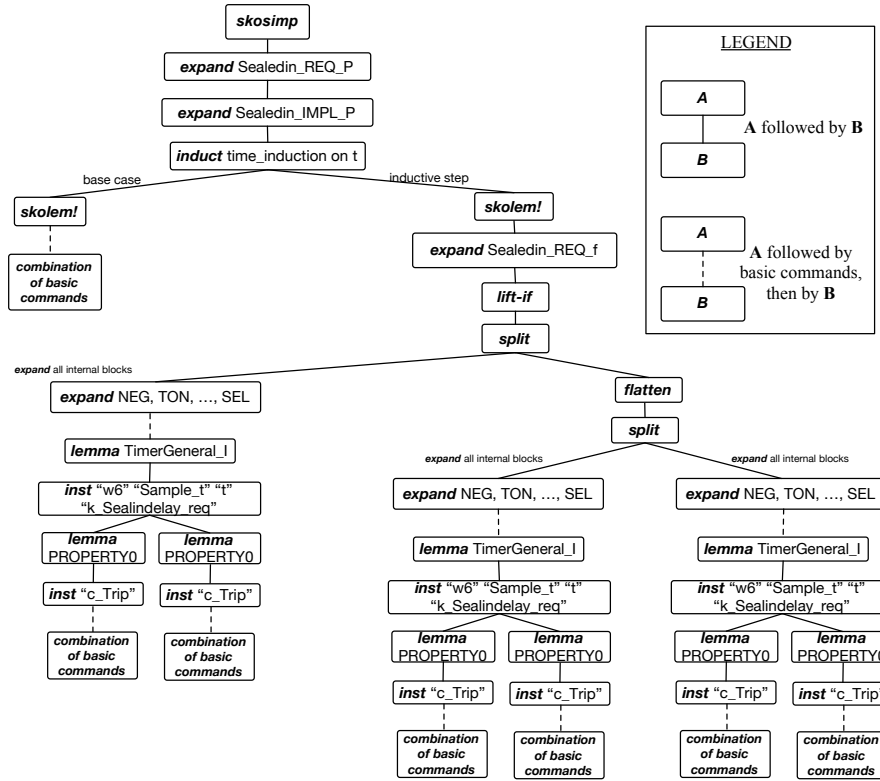 skosimp
expand Sealedin_REQ_P
expand Sealedin_IMPL_P
induct time_induction on t
base case
inductive step
skolem!
combination
of basic
commands
skolem!
expand Sealedin_REQ_f
lift-if
split
expand all internal blocks
expand NEG, TON, ..., SEL
lemma TimerGeneral_I
inst “w6” “Sample_t” “t”
“k_Sealindelay_req”
lemma
PROPERTY0
inst “c_Trip”
combination
of basic
commands
lemma
PROPERTY0
inst “c_Trip”
combination
of basic
commands
flatten
split
expand all internal blocks
expand NEG, TON, ..., SEL
lemma TimerGeneral_I
inst “w6” “Sample_t” “t”
“k_Sealindelay_req”
lemma
PROPERTY0
inst “c_Trip”
combination
of basic
commands
lemma
PROPERTY0
inst “c_Trip”
combination
of basic
commands
expand all internal blocks
expand NEG, TON, ..., SEL
lemma TimerGeneral_I
inst “w6” “Sample_t” “t”
“k_Sealindelay_req”
lemma
PROPERTY0
inst “c_Trip”
combination
of basic
commands
lemma
PROPERTY0
inst “c_Trip”
combination
of basic
commands
LEGEND
A
B
A followed by B
A
B
A followed by
basic commands,
then by B